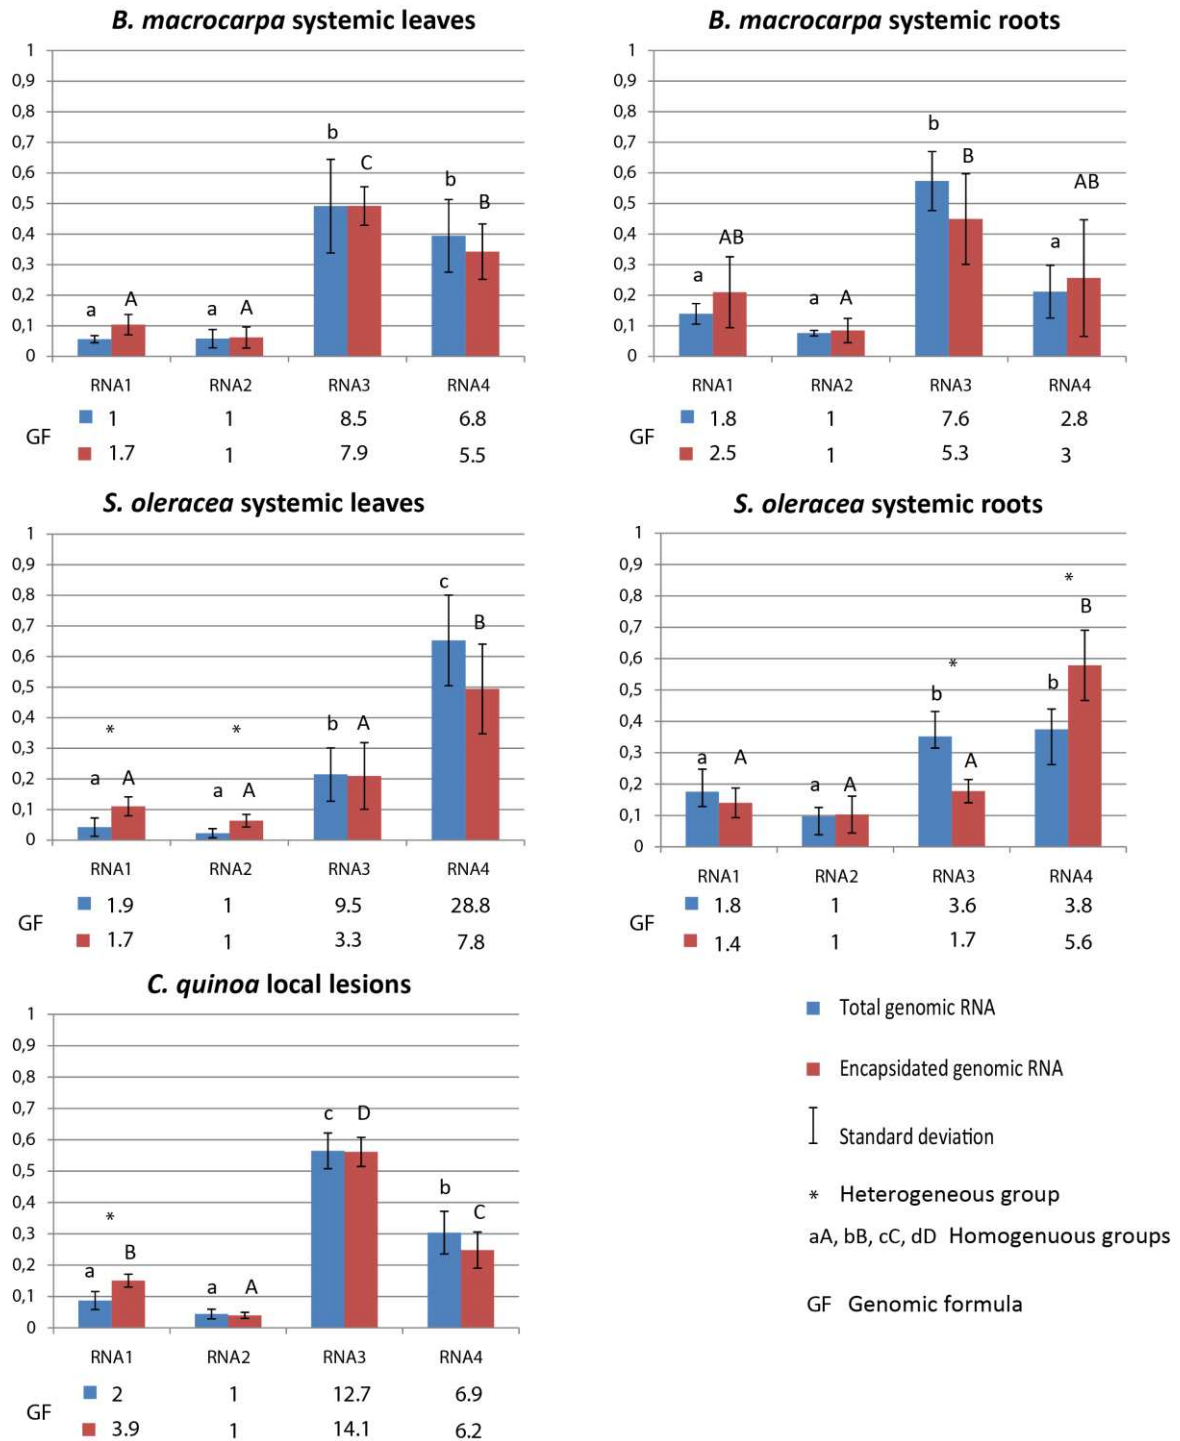 B. macrocarpa systemic leaves
1
0,9
0,8
0,7
0,6
0,5
0,4
0,3
0,2
0,1
0
a A a A b C b B
RNA1 RNA2 RNA3 RNA4
GF
1 1 8.5 6.8
1.7 1 7.9 5.5
B. macrocarpa systemic roots
1
0,9
0,8
0,7
0,6
0,5
0,4
0,3
0,2
0,1
0
a AB a A b B a AB
RNA1 RNA2 RNA3 RNA4
GF
1.8 1 7.6 2.8
2.5 1 5.3 3
S. oleracea systemic leaves
1
0,9
0,8
0,7
0,6
0,5
0,4
0,3
0,2
0,1
0
* *
a A a A b A c B
RNA1 RNA2 RNA3 RNA4
GF
1.9 1 9.5 28.8
1.7 1 3.3 7.8
S. oleracea systemic roots
1
0,9
0,8
0,7
0,6
0,5
0,4
0,3
0,2
0,1
0
* *
a A a A b A b B
RNA1 RNA2 RNA3 RNA4
GF
1.8 1 3.6 3.8
1.4 1 1.7 5.6
C. quinoa local lesions
1
0,9
0,8
0,7
0,6
0,5
0,4
0,3
0,2
0,1
0
*
a B a A c D b C
RNA1 RNA2 RNA3 RNA4
GF
2 1 12.7 6.9
3.9 1 14.1 6.2
Total genomic RNA
Encapsidated genomic RNA
Standard deviation
* Heterogeneous group
aA, bB, cC, dD Homogenuous groups
GF Genomic formula